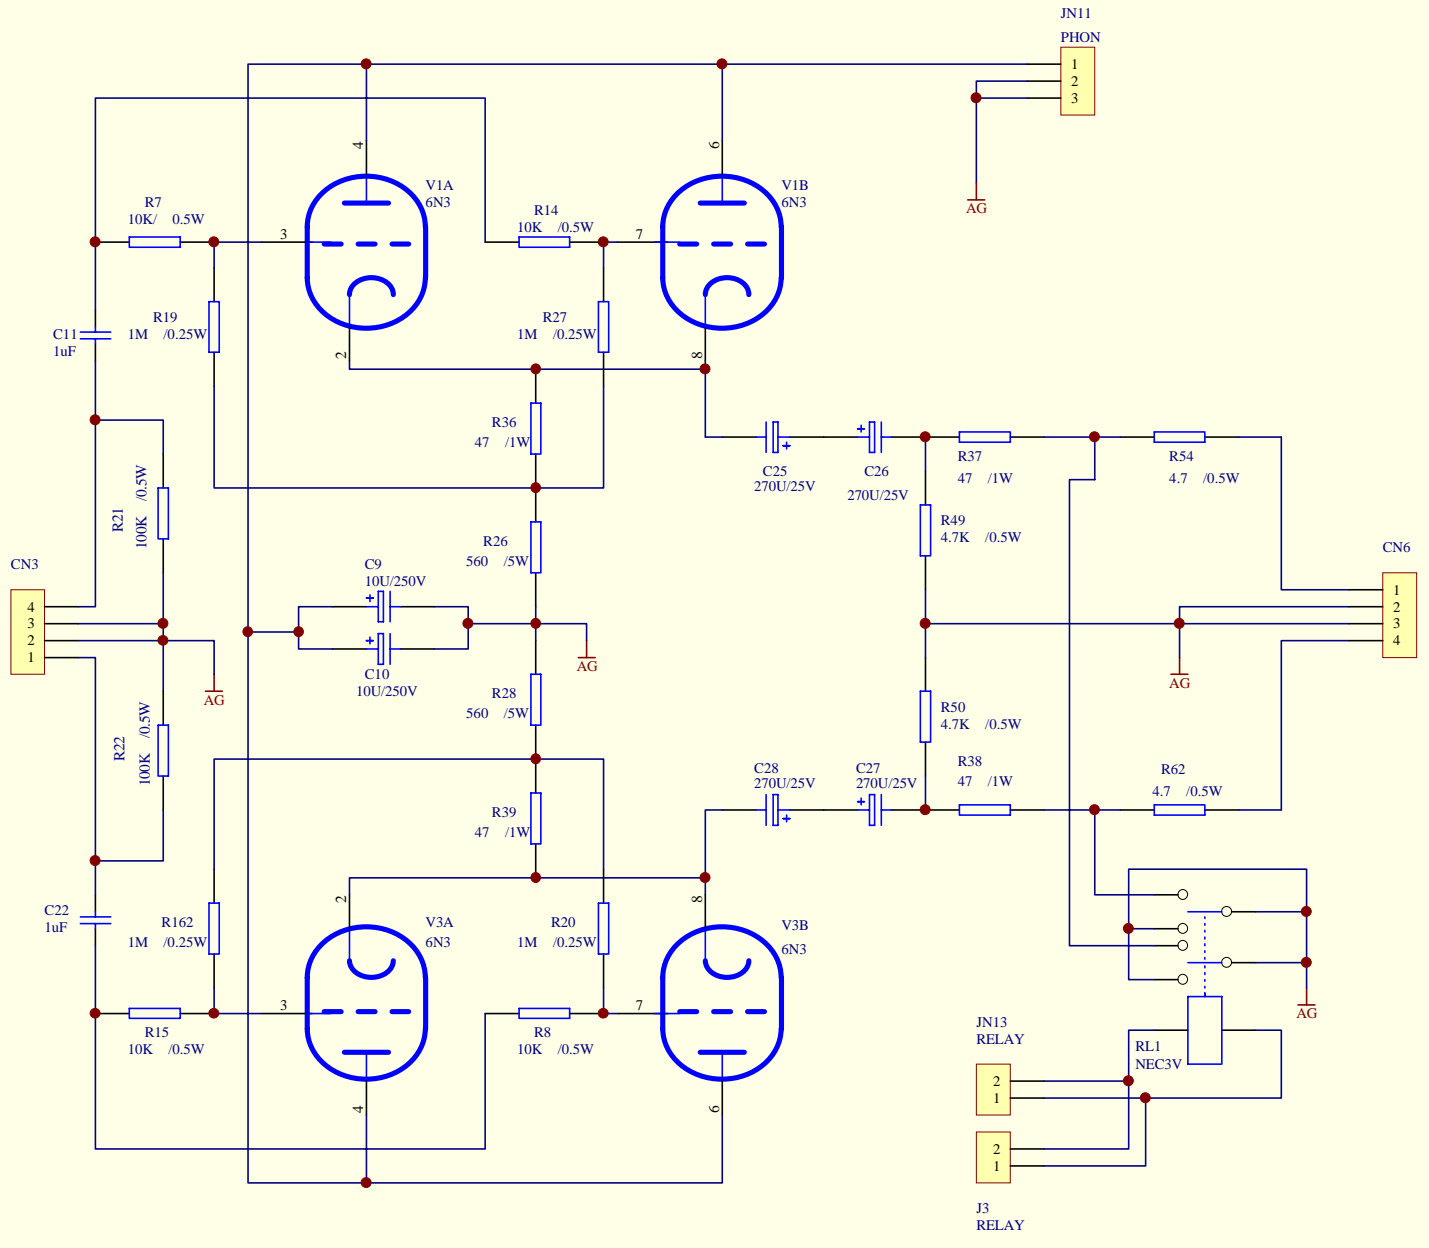 JN11
PHON
1
2
3
AG
4
6
V1A
6N3
V1B
6N3
R7
10K/ 0.5W
R14
10K /0.5W
3
7
R19
1M /0.25W
R27
1M /0.25W
C11
1uF
2
8
R36
47 /1W
C25
270U/25V
C26
270U/25V
R37
47 /1W
R54
4.7 /0.5W
R21
100K /0.5W
R26
560 /5W
R49
4.7K /0.5W
CN3
4
3
2
1
C9
10U/250V
+
+
C10
10U/250V
AG
AG
CN6
1
2
3
4
AG
R28
560 /5W
R50
4.7K /0.5W
R22
100K /0.5W
C28
270U/25V
C27
270U/25V
R38
47 /1W
R62
4.7 /0.5W
+
+
+
+
R39
47 /1W
C22
1uF
2
8
R162
1M /0.25W
V3A
6N3
R20
1M /0.25W
V3B
6N3
3
7
R15
10K /0.5W
R8
10K /0.5W
AG
JN13
RELAY
RL1
NEC3V
2
1
4
6
2
1
J3
RELAY